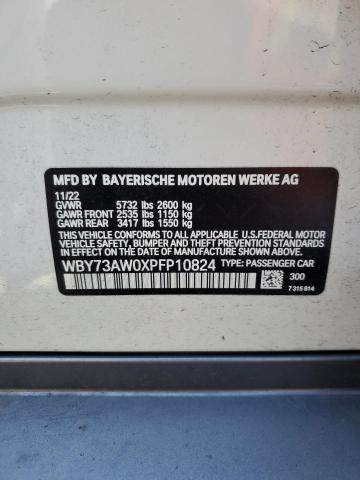 MFD BY BAYERISCHE MOTOREN WERKE AG
11/22
GVWR 5732 lbs 2600 kg
GAWR FRONT 2535 lbs 1150 kg
GAWR REAR 3417 lbs 1550 kg
THIS VEHICLE CONFORMS TO ALL APPLICABLE U.S.FEDERAL MOTOR
VEHICLE SAFETY, BUMPER AND THEFT PREVENTION STANDARDS
IN EFFECT ON THE DATE OF MANUFACTURE SHOWN ABOVE.
WBY73AW0XPFP10824 TYPE: PASSENGER CAR
300
7 315 814